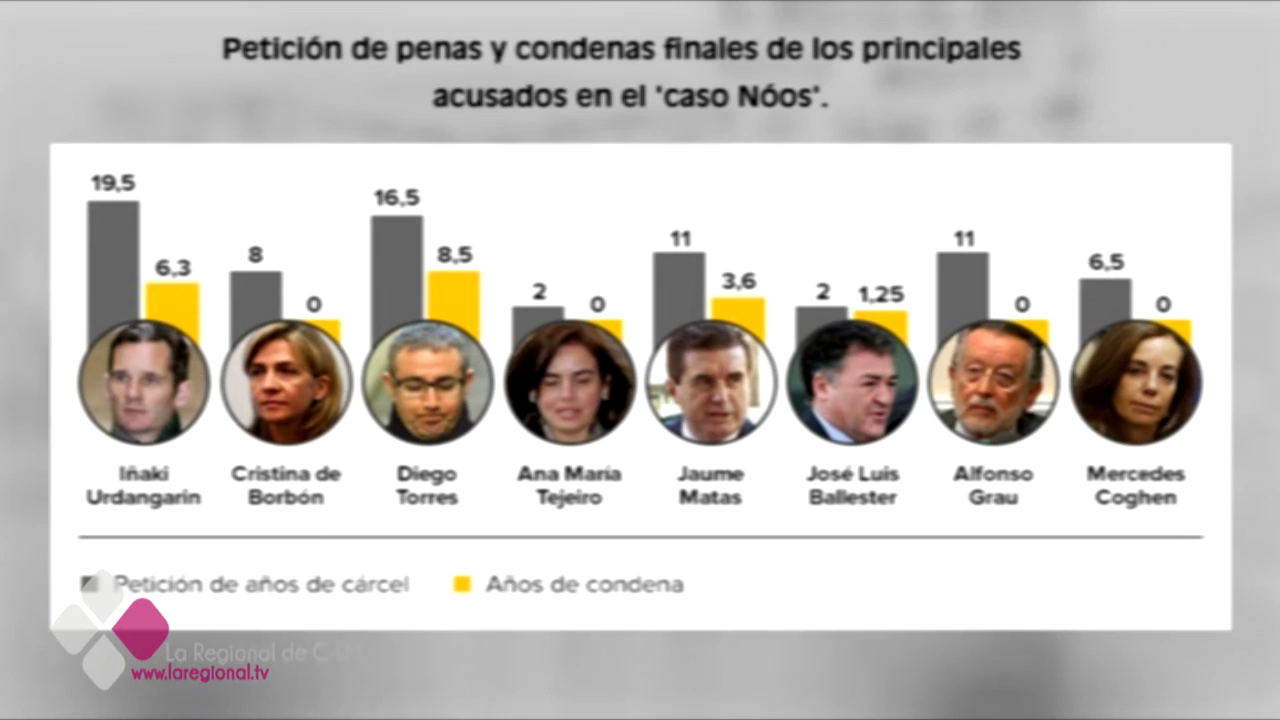 Petición de penas y condenas finales de los principales
acusados en el 'caso Nóos'.
19,5
6,3
8
0
16,5
8,5
2
0
11
3,6
2
1,25
11
0
6,5
0
Iñaki
Urdangarin
Cristina de
Borbón
Diego
Torres
Ana María
Tejeiro
Jaume
Matas
José Luis
Ballester
Alfonso
Grau
Mercedes
Coghen
Petición de años de cárcel
Años de condena
La Regional de
www.laregional.tv